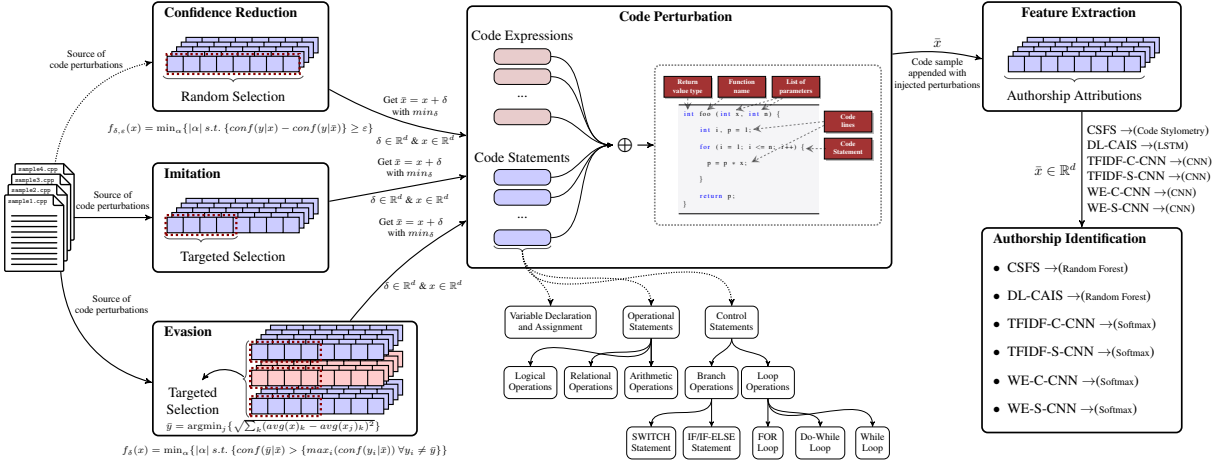 sample4.cpp
sample3.cpp
sample2.cpp
sample1.cpp
Source of
code perturbations
Source of
code perturbations
Source of
code perturbations
Confidence Reduction
Random Selection
f_{δ,ε}(x) = min_α{|α| s.t. {conf(y|x) − conf(y|x̄)} ≥ ε}
Imitation
Targeted Selection
Evasion
Targeted
Selection
ȳ = argmin_j{√∑_k(avg(x)_k − avg(x_j)_k)²}
f_δ(x) = min_α{|α| s.t. {conf(ȳ|x̄) > {max_i(conf(y_i|x̄)) ∀y_i ≠ ȳ}}
Get x̄ = x + δ
with min_δ
δ ∈ ℝ^d & x ∈ ℝ^d
Get x̄ = x + δ
with min_δ
δ ∈ ℝ^d & x ∈ ℝ^d
Get x̄ = x + δ
with min_δ
δ ∈ ℝ^d & x ∈ ℝ^d
Code Perturbation
Code Expressions
...
Code Statements
...
⊕
Return
value type
Function
name
List of
parameters
int foo (int x, int n) {
int i, p = 1;
for (i = 1; i <= n; i++) {
p = p * x;
}
return p;
}
Code
lines
Code
Statement
Variable Declaration
and Assignment
Operational
Statements
Control
Statements
Logical
Operations
Relational
Operations
Arithmetic
Operations
Branch
Operations
Loop
Operations
SWITCH
Statement
IF/IF-ELSE
Statement
FOR
Loop
Do-While
Loop
While
Loop
x̄
Code sample
appended with
injected perturbations
Feature Extraction
Authorship Attributions
x̄ ∈ ℝ^d
CSFS →(Code Stylometry)
DL-CAIS →(LSTM)
TFIDF-C-CNN →(CNN)
TFIDF-S-CNN →(CNN)
WE-C-CNN →(CNN)
WE-S-CNN →(CNN)
Authorship Identification
• CSFS →(Random Forest)
• DL-CAIS →(Random Forest)
• TFIDF-C-CNN →(Softmax)
• TFIDF-S-CNN →(Softmax)
• WE-C-CNN →(Softmax)
• WE-S-CNN →(Softmax)